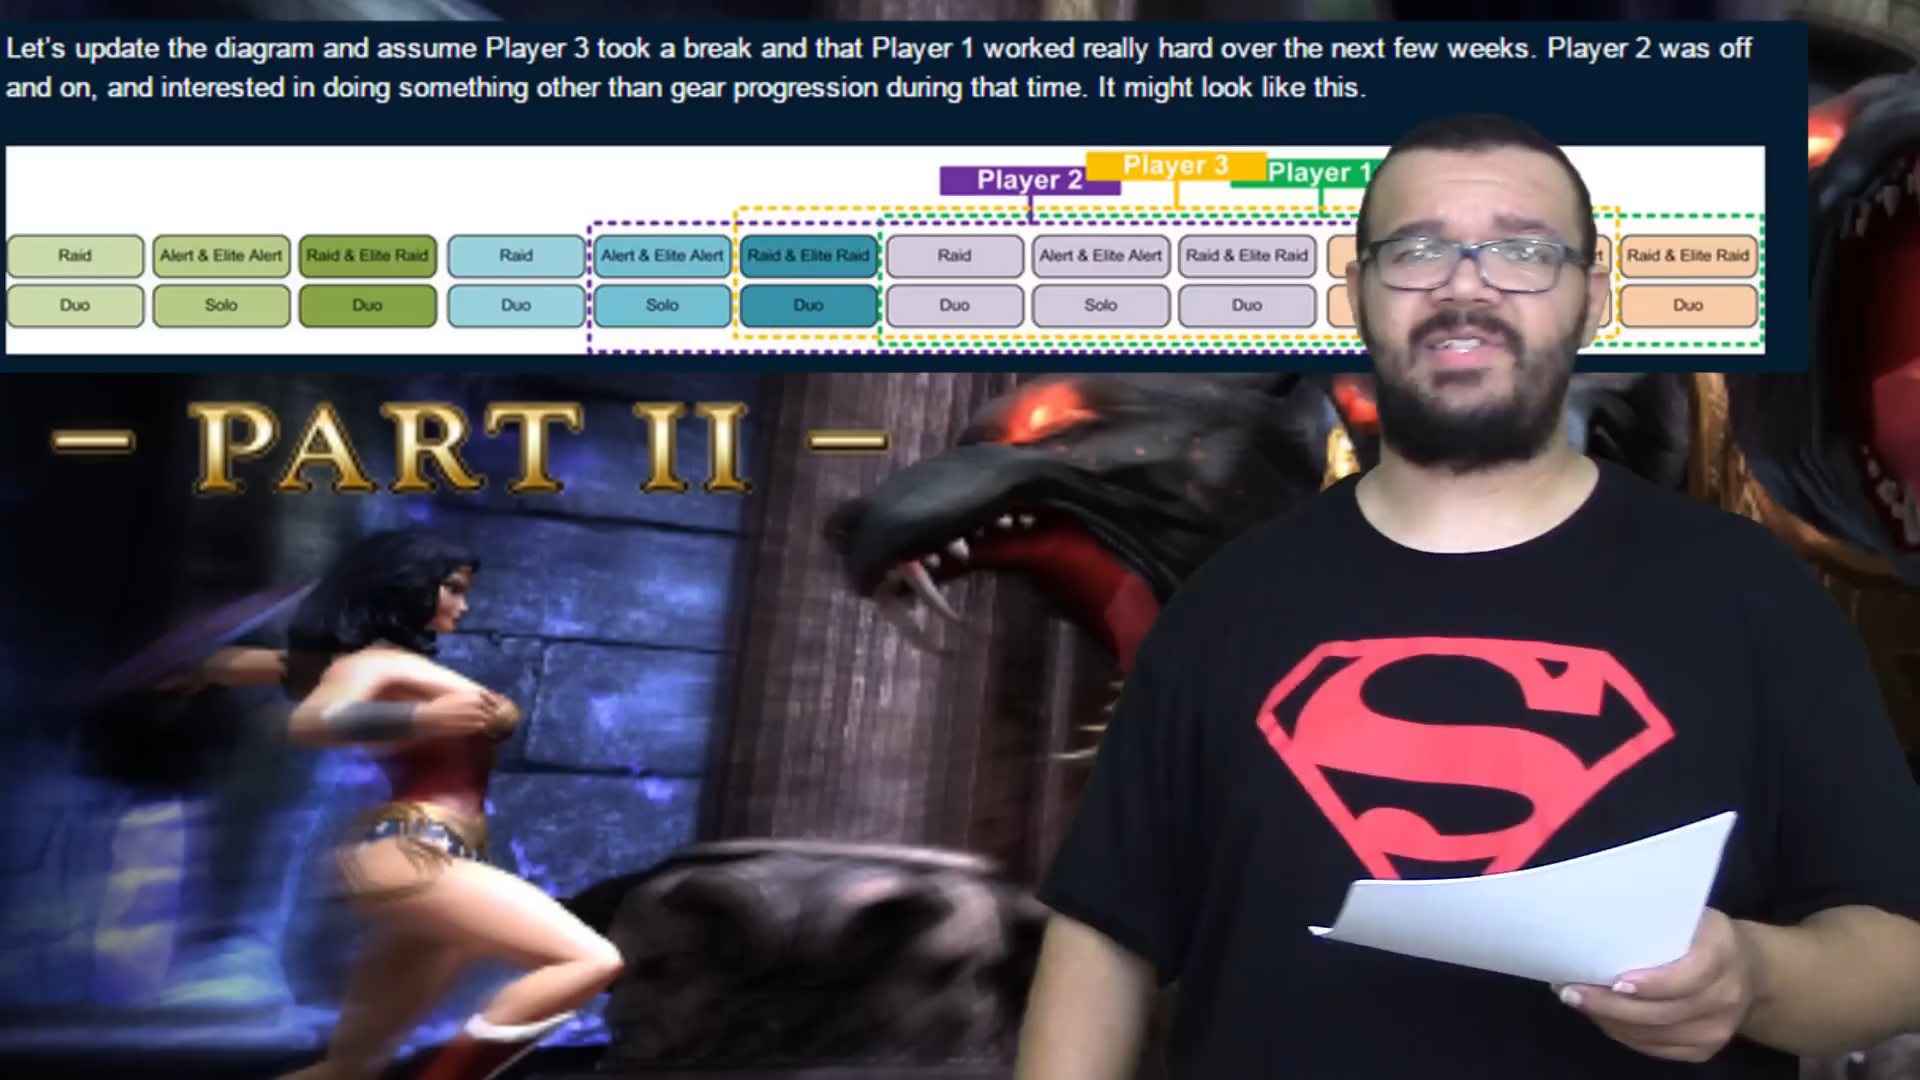 Let's update the diagram and assume Player 3 took a break and that Player 1 worked really hard over the next few weeks. Player 2 was off
and on, and interested in doing something other than gear progression during that time. It might look like this.
Player 2 Player 3 Player 1
Raid Alert & Elite Alert Raid & Elite Raid Raid Alert & Elite Alert Raid & Elite Raid Raid Alert & Elite Alert Raid & Elite Raid Raid & Elite Raid
Duo Solo Duo Duo Solo Duo Duo Solo Duo Duo
– PART II –
S